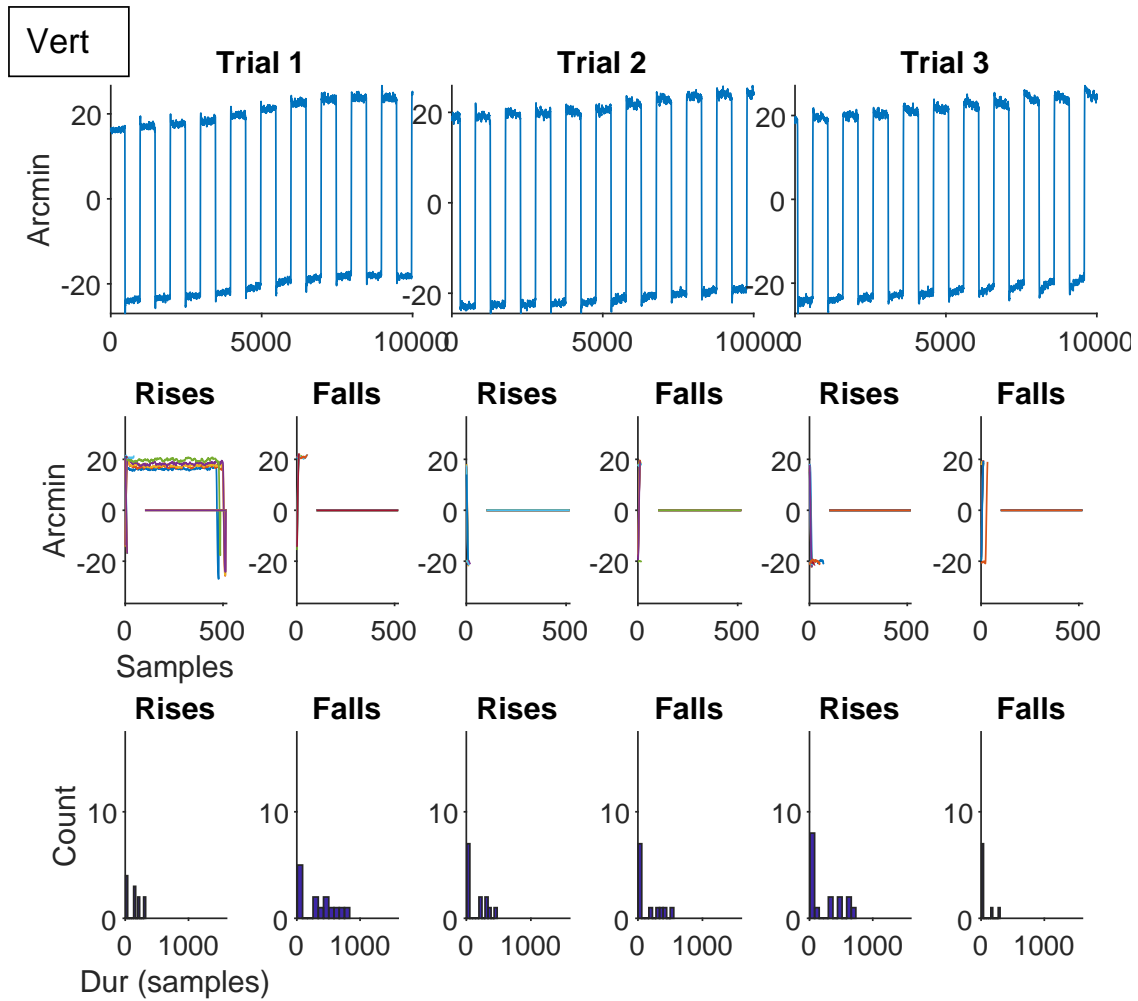 Vert
Trial 1 Trial 2 Trial 3
Arcmin
20 20 20
0 0 0
-20 -20 -20
0 5000 10000 5000 10000 0 5000 10000
Rises Falls Rises Falls Rises Falls
Arcmin
20 20 20 20 20 20
0 0 0 0 0 0
-20 -20 -20 -20 -20 -20
0 500 0 500 0 500 0 500 0 500 0 500
Samples
Rises Falls Rises Falls Rises Falls
Count
10 10 10 10 10 10
0 0 0 0 0 0
0 1000 0 1000 0 1000 0 1000 0 1000 0 1000
Dur (samples)